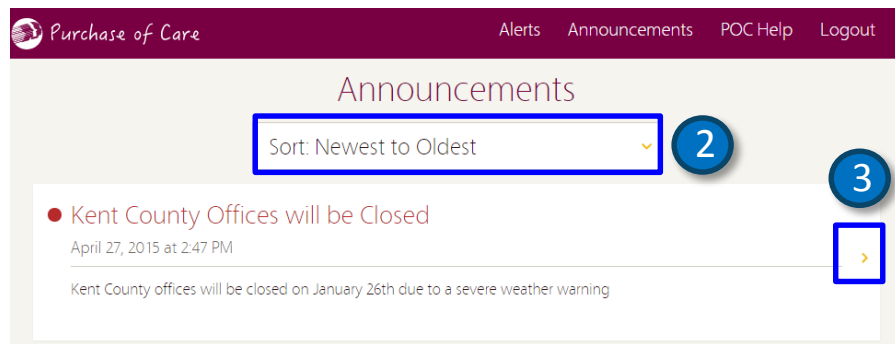 Purchase of Care Alerts Announcements POC Help Logout
Announcements
Sort: Newest to Oldest
2
3
Kent County Offices will be Closed
April 27, 2015 at 2:47 PM
Kent County offices will be closed on January 26th due to a severe weather warning